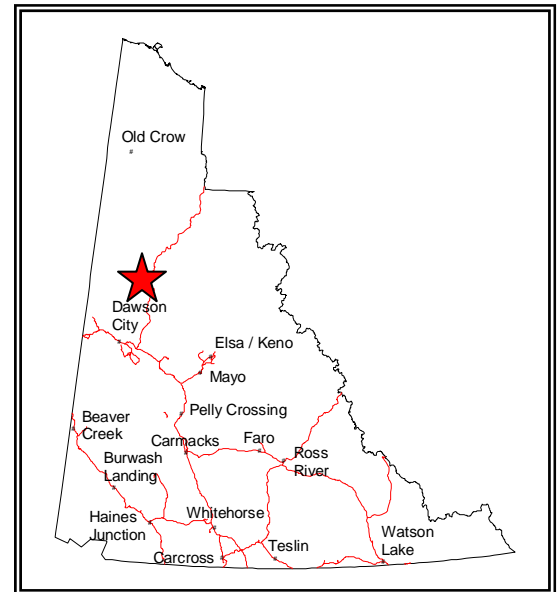 Old Crow
Dawson
City
Elsa / Keno
Mayo
Pelly Crossing
Beaver
Creek
Carmacks
Faro
Ross
River
Burwash
Landing
Haines
Junction
Whitehorse
Watson
Lake
Teslin
Carcross